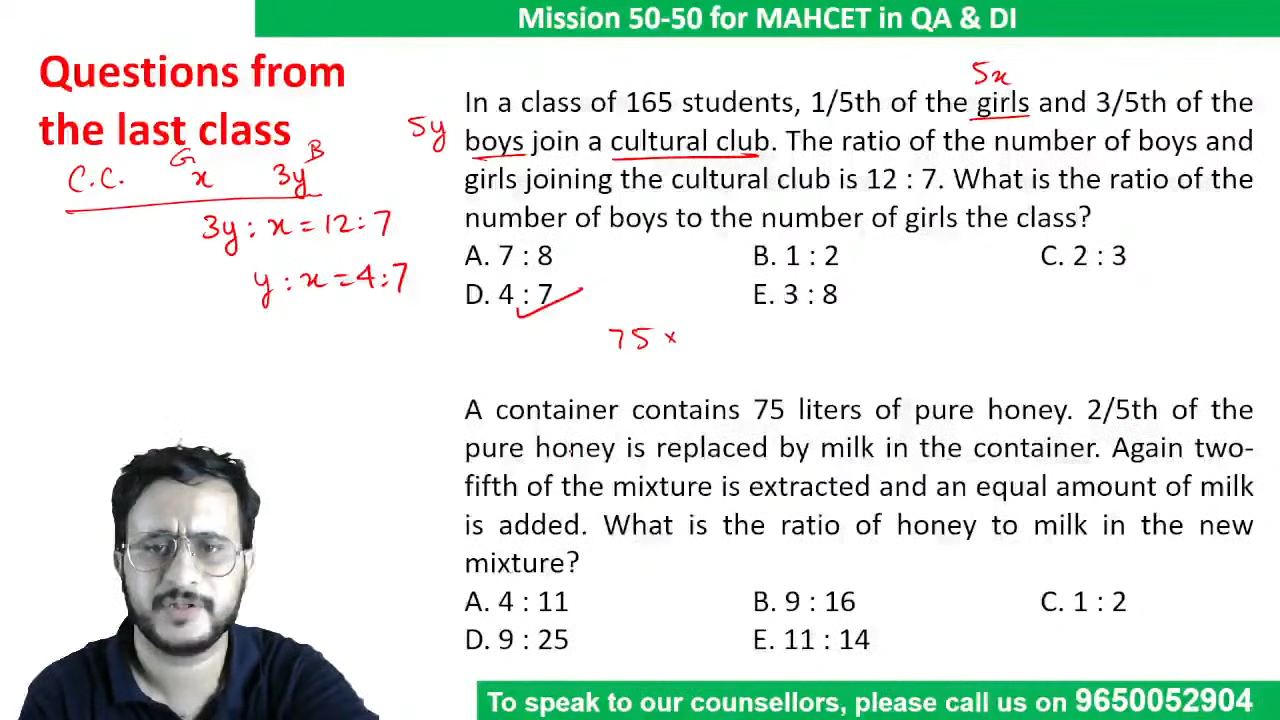 Mission 50-50 for MAHCET in QA & DI
Questions from
the last class
5x
In a class of 165 students, 1/5th of the girls and 3/5th of the
5y
boys join a cultural club. The ratio of the number of boys and
girls joining the cultural club is 12 : 7. What is the ratio of the
number of boys to the number of girls the class?
A. 7 : 8 B. 1 : 2 C. 2 : 3
D. 4 : 7 E. 3 : 8
G B
C.C. x 3y
3y : x = 12 : 7
y : x = 4 : 7
75 ×
A container contains 75 liters of pure honey. 2/5th of the
pure honey is replaced by milk in the container. Again two-
fifth of the mixture is extracted and an equal amount of milk
is added. What is the ratio of honey to milk in the new
mixture?
A. 4 : 11 B. 9 : 16 C. 1 : 2
D. 9 : 25 E. 11 : 14
To speak to our counsellors, please call us on 9650052904